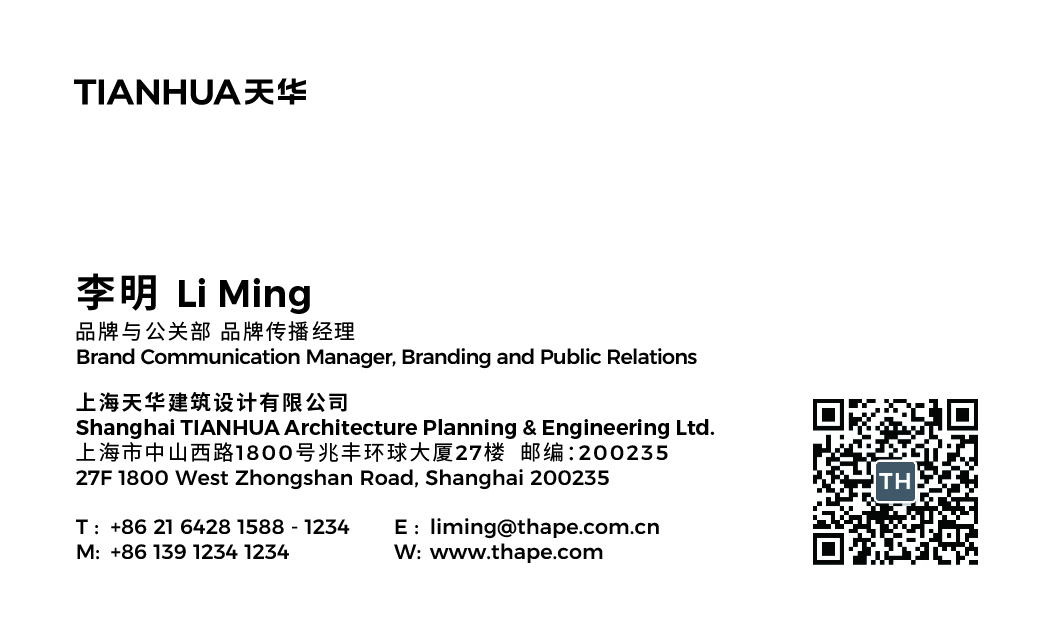 TIANHUA天华
李明 Li Ming
品牌与公关部 品牌传播经理
Brand Communication Manager, Branding and Public Relations
上海天华建筑设计有限公司
Shanghai TIANHUA Architecture Planning & Engineering Ltd.
上海市中山西路1800号兆丰环球大厦27楼 邮编:200235
27F 1800 West Zhongshan Road, Shanghai 200235
T : +86 21 6428 1588 - 1234
E : liming@thape.com.cn
M: +86 139 1234 1234
W: www.thape.com
TH